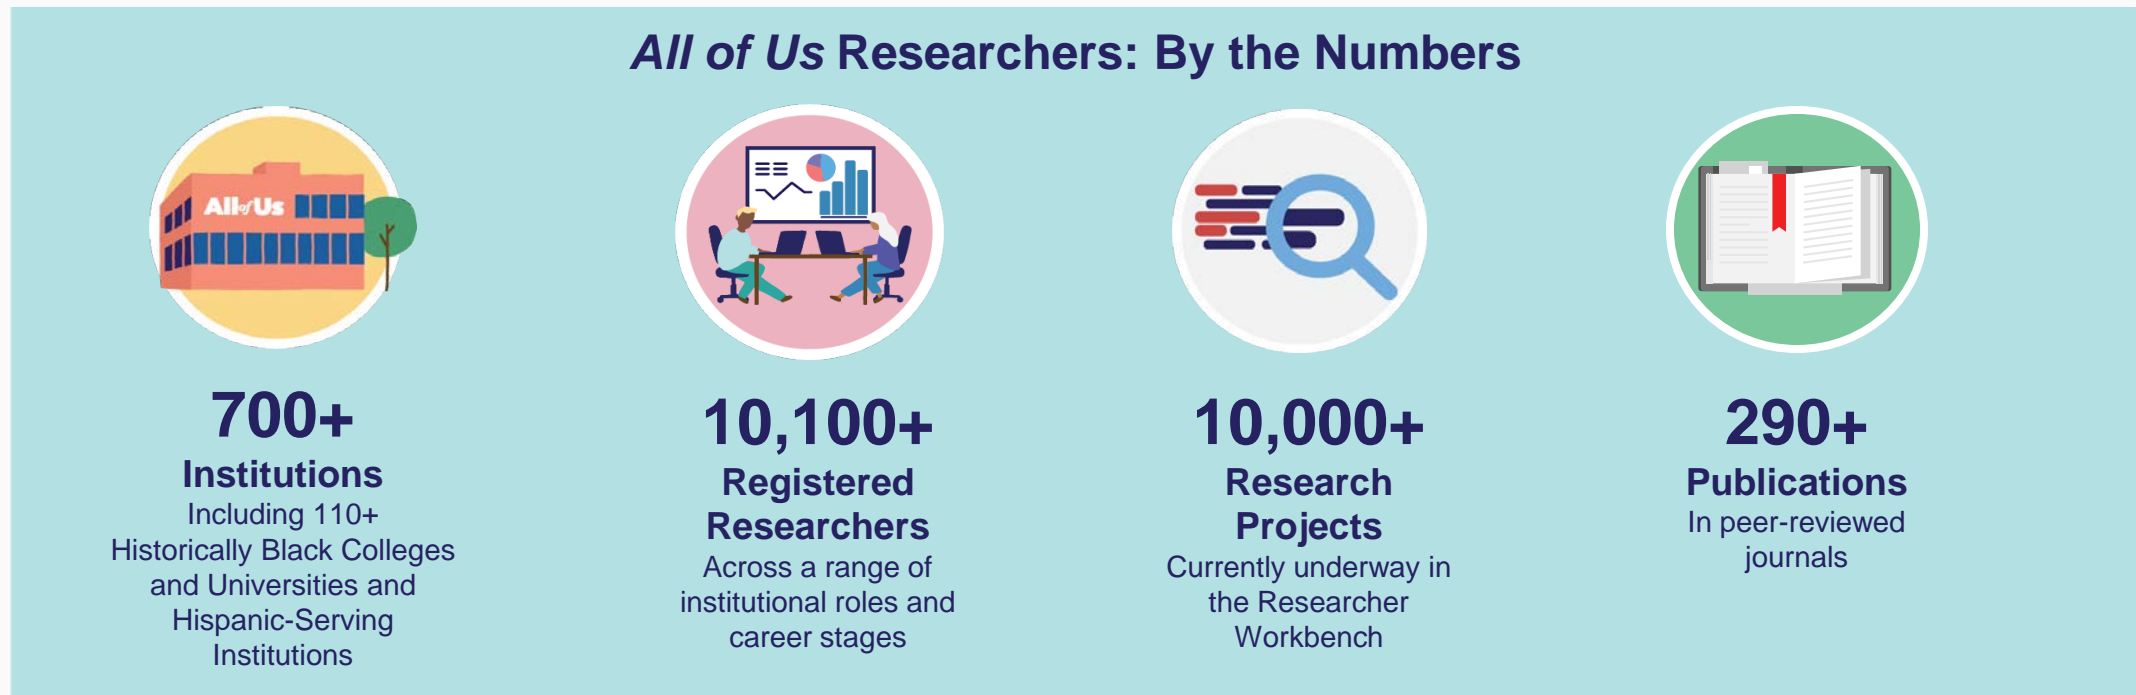 All of Us Researchers: By the Numbers
All of Us
700+
Institutions
Including 110+
Historically Black Colleges
and Universities and
Hispanic-Serving
Institutions
10,100+
Registered
Researchers
Across a range of
institutional roles and
career stages
10,000+
Research
Projects
Currently underway in
the Researcher
Workbench
290+
Publications
In peer-reviewed
journals